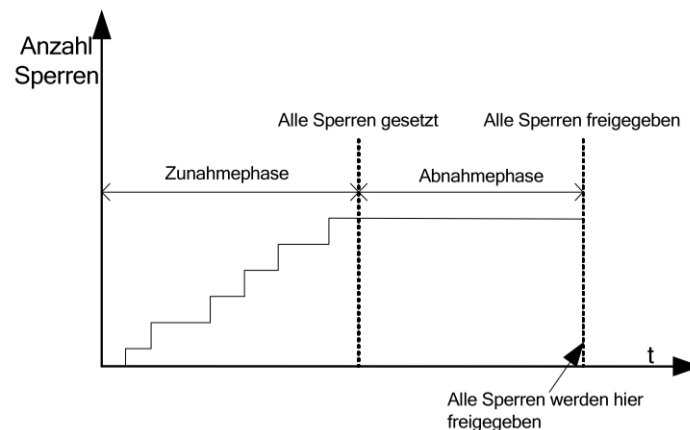 Anzahl
Sperren
Alle Sperren gesetzt
Alle Sperren freigegeben
Zunahmephase
Abnahmephase
t
Alle Sperren werden hier
freigegeben